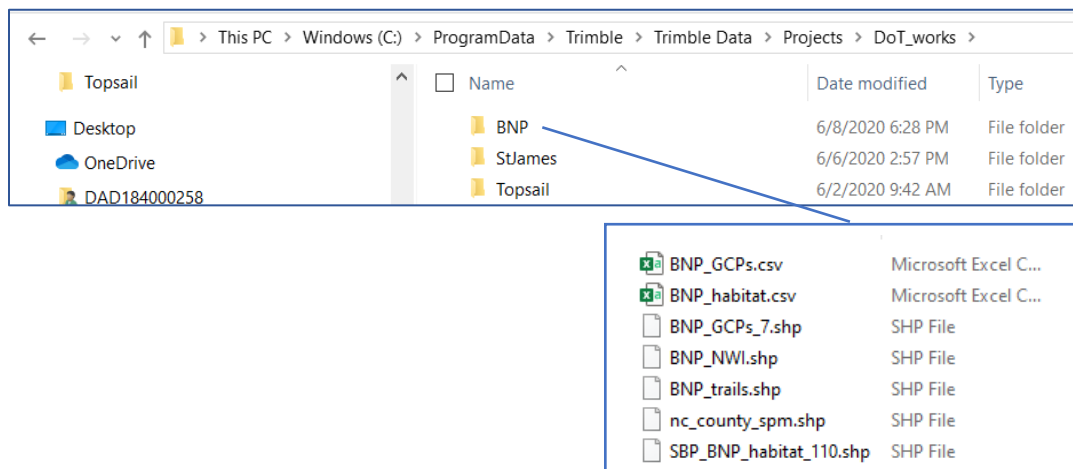 This PC > Windows (C:) > ProgramData > Trimble > Trimble Data > Projects > DoT_works >
Topsail
Desktop
OneDrive
DAD184000258
Name Date modified Type
BNP 6/8/2020 6:28 PM File folder
StJames 6/6/2020 2:57 PM File folder
Topsail 6/2/2020 9:42 AM File folder
BNP_GCPs.csv Microsoft Excel C...
BNP_habitat.csv Microsoft Excel C...
BNP_GCPs_7.shp SHP File
BNP_NWI.shp SHP File
BNP_trails.shp SHP File
nc_county_spm.shp SHP File
SBP_BNP_habitat_110.shp SHP File